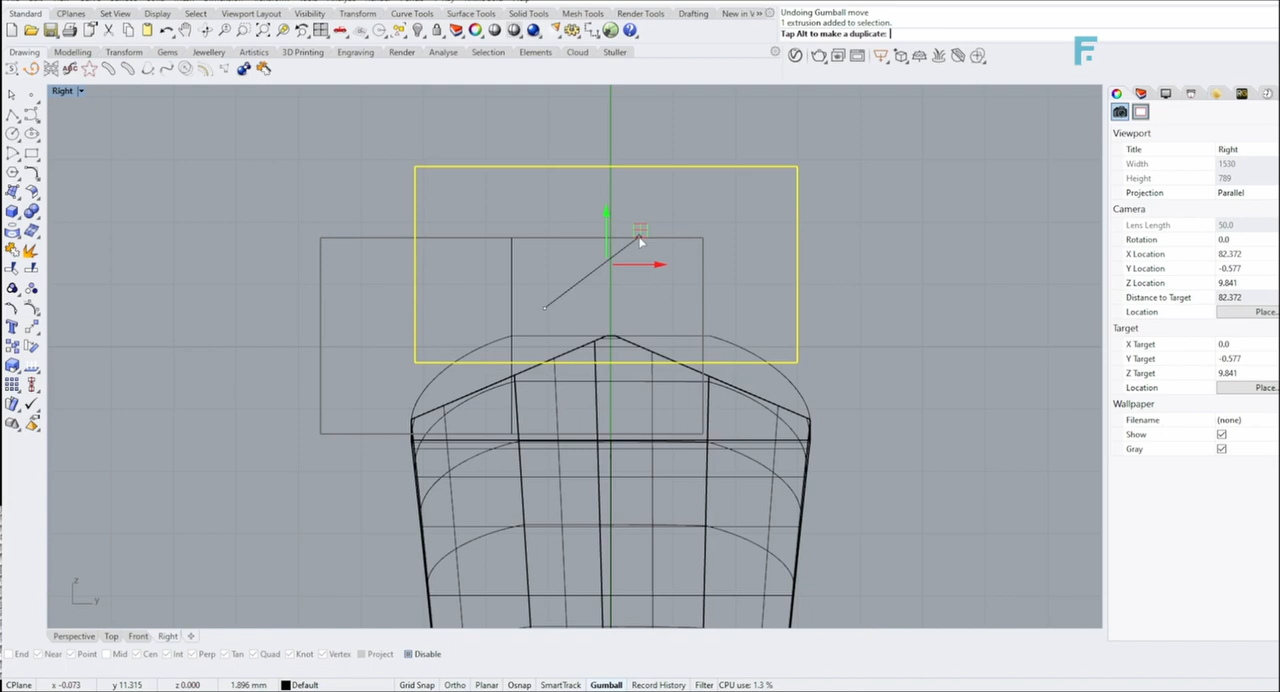 Undoing Gumball move
1 extrusion added to selection.
Tap Alt to make a duplicate:
Standard CPlanes Set View Display Select Viewport Layout Visibility Transform Curve Tools Surface Tools Solid Tools Mesh Tools Render Tools Drafting New in V »
F.
Drawing Modelling Transform Gems Jewellery Artists 3D Printing Engraving Render Analyse Selection Elements Cloud Stuller
Right
Viewport
Title Right
Width 1530
Height 789
Projection Parallel
Camera
Lens Length 50.0
Rotation 0.0
X Location 82.372
Y Location -0.577
Z Location 9.841
Distance to Target 82.372
Location Place...
Target
X Target 0.0
Y Target -0.577
Z Target 9.841
Location Place...
Wallpaper
Filename (none)
Show
Gray
z
y
Perspective Top Front Right
End Near Point Mid Cen Int Perp Tan Quad Knot Vertex Project Disable
CPlane x -0.073 y 11.315 z 0.000 1.896 mm Default Grid Snap Ortho Planar Osnap SmartTrack Gumball Record History Filter CPU use: 1.3 %